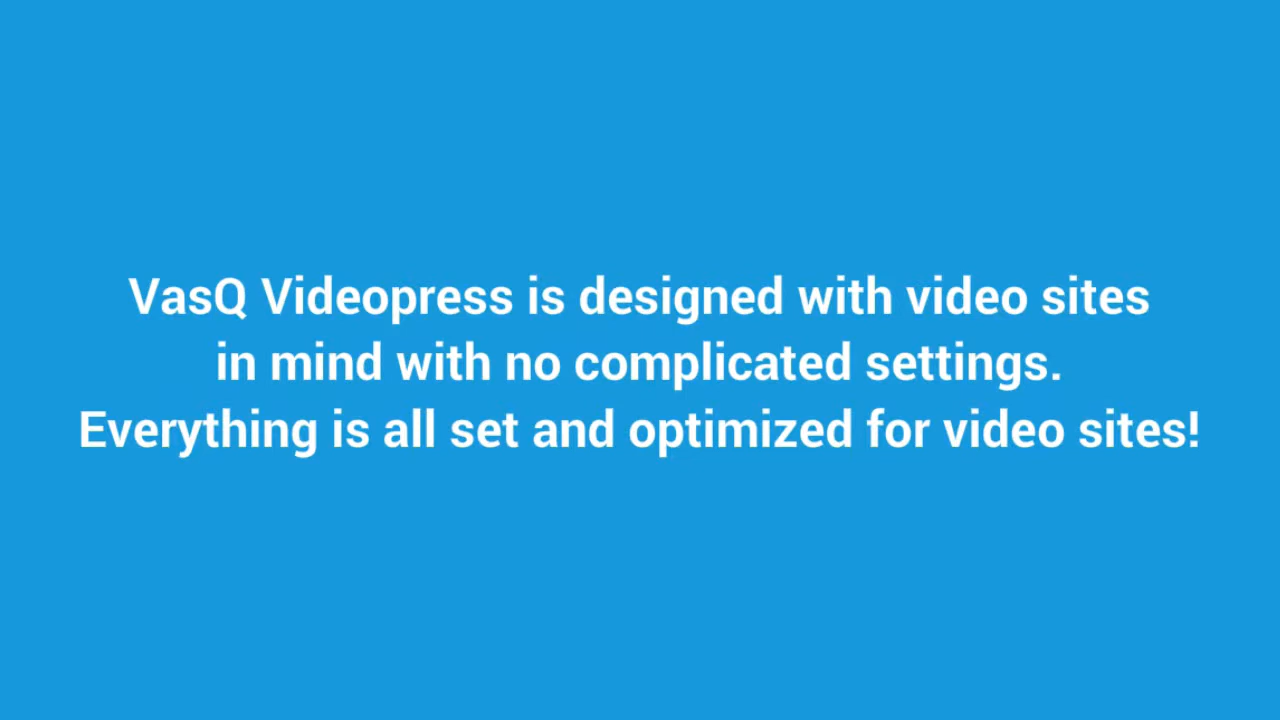 VasQ Videopress is designed with video sites
in mind with no complicated settings.
Everything is all set and optimized for video sites!